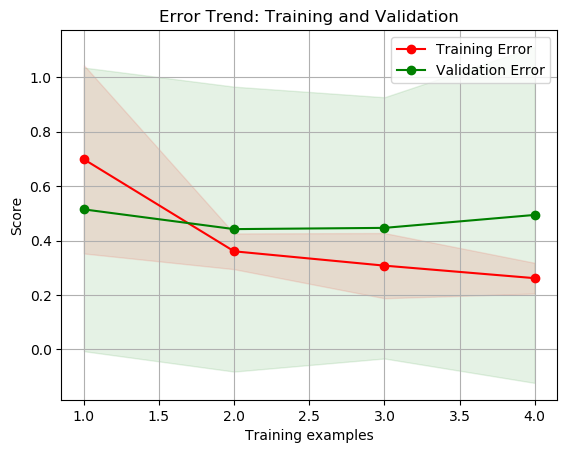 Error Trend: Training and Validation
Training Error
Validation Error
1.0
0.8
0.6
0.4
0.2
0.0
Score
1.0 1.5 2.0 2.5 3.0 3.5 4.0
Training examples